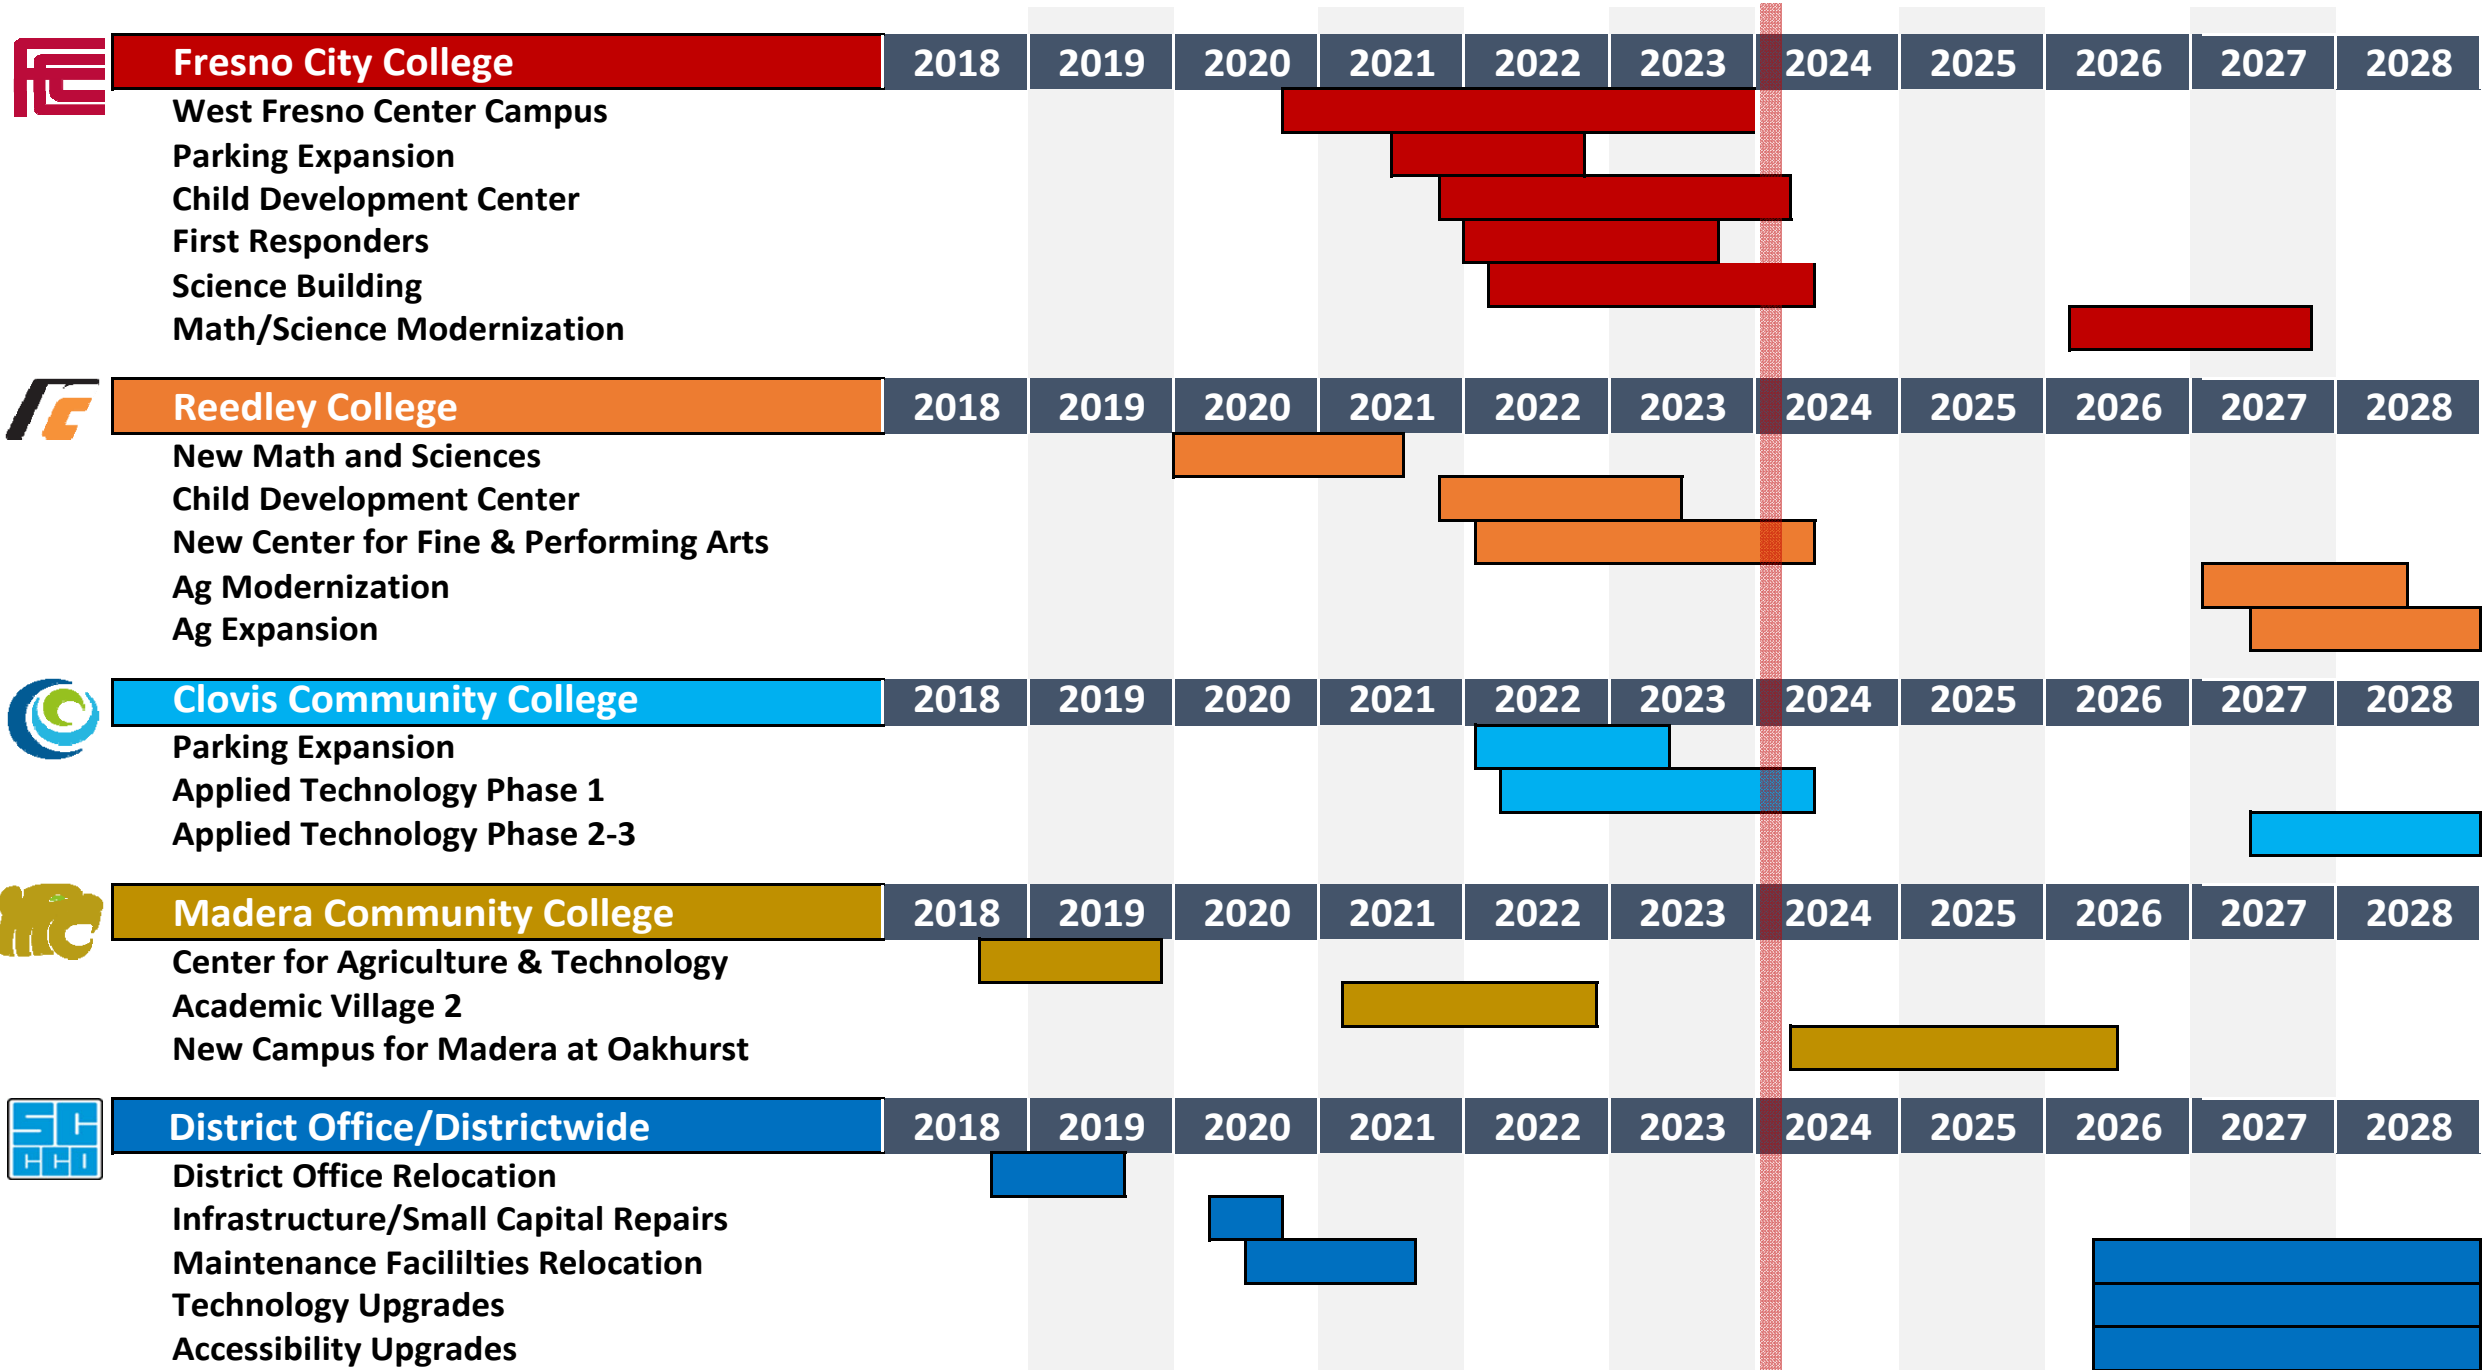 Fresno City College 2018 2019 2020 2021 2022 2023 2024 2025 2026 2027 2028
West Fresno Center Campus
Parking Expansion
Child Development Center
First Responders
Science Building
Math/Science Modernization
Reedley College 2018 2019 2020 2021 2022 2023 2024 2025 2026 2027 2028
New Math and Sciences
Child Development Center
New Center for Fine & Performing Arts
Ag Modernization
Ag Expansion
Clovis Community College 2018 2019 2020 2021 2022 2023 2024 2025 2026 2027 2028
Parking Expansion
Applied Technology Phase 1
Applied Technology Phase 2-3
Madera Community College 2018 2019 2020 2021 2022 2023 2024 2025 2026 2027 2028
Center for Agriculture & Technology
Academic Village 2
New Campus for Madera at Oakhurst
SC
CCD
District Office/Districtwide 2018 2019 2020 2021 2022 2023 2024 2025 2026 2027 2028
District Office Relocation
Infrastructure/Small Capital Repairs
Maintenance Facililties Relocation
Technology Upgrades
Accessibility Upgrades